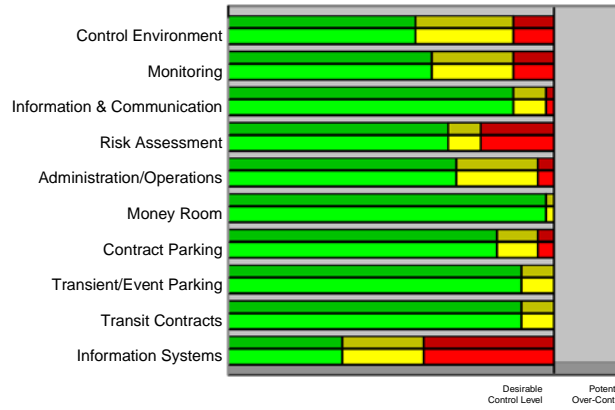 Control Environment
Monitoring
Information & Communication
Risk Assessment
Administration/Operations
Money Room
Contract Parking
Transient/Event Parking
Transit Contracts
Information Systems
Desirable
Control Level